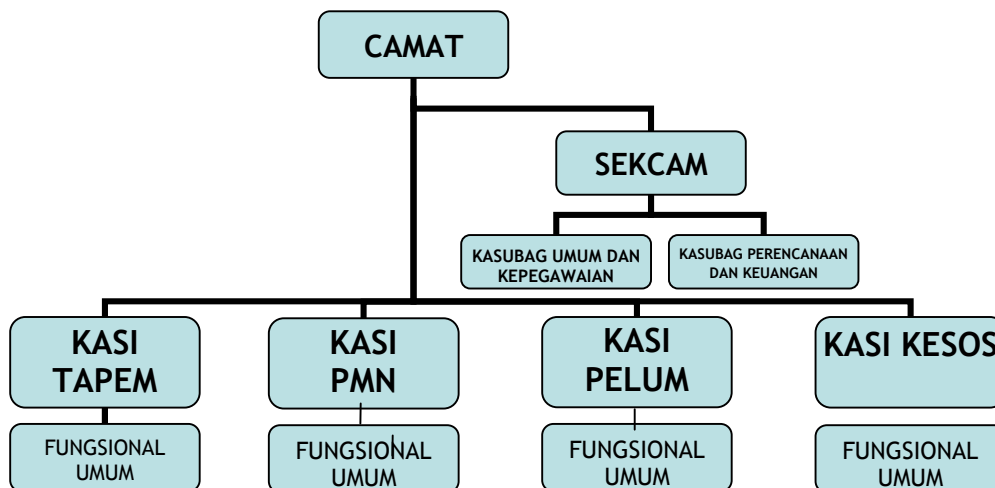 CAMAT
SEKCAM
KASUBAG UMUM DAN
KEPEGAWAIAN
KASUBAG PERENCANAAN
DAN KEUANGAN
KASI
TAPEM
KASI
PMN
KASI
PELUM
KASI KESOS
FUNGSIONAL
UMUM
FUNGSIONAL
UMUM
FUNGSIONAL
UMUM
FUNGSIONAL
UMUM